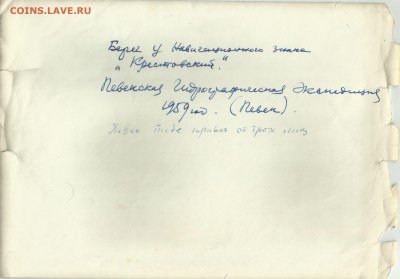 COINS.LAVE.RU
Берег у Навигационного знака
"Крестовский."
Певекская Гидрографическая Экспедиция
1959 год. (Певек).